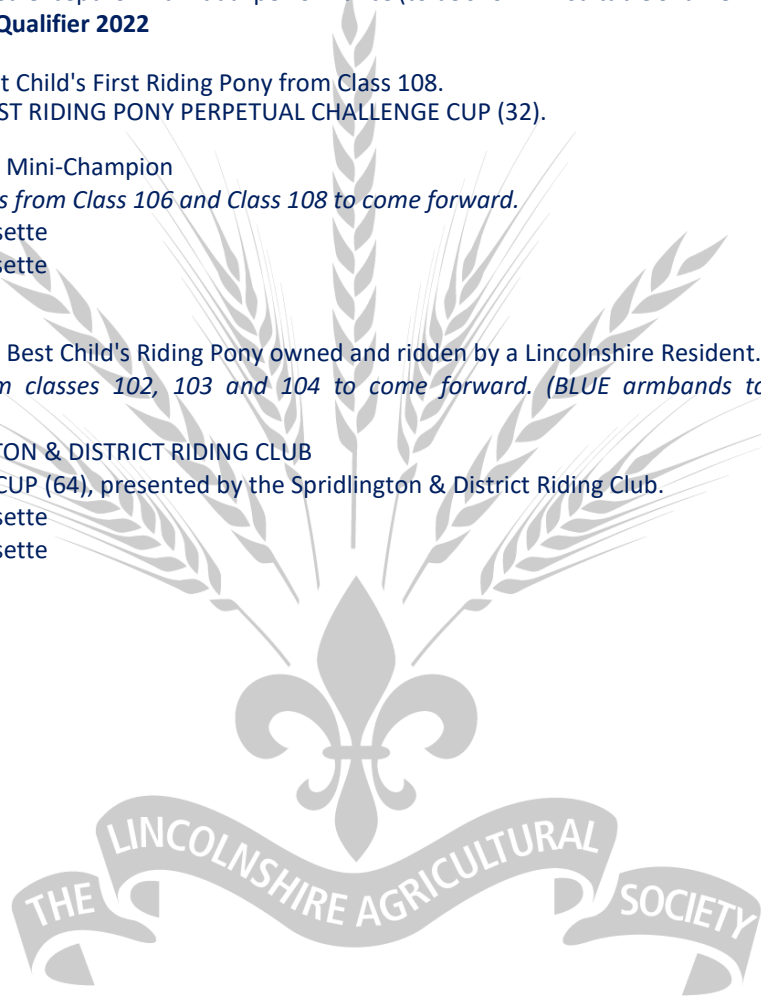 Qualifier 2022
t Child's First Riding Pony from Class 108.
ST RIDING PONY PERPETUAL CHALLENGE CUP (32).
Mini-Champion
s from Class 106 and Class 108 to come forward.
sette
sette
Best Child's Riding Pony owned and ridden by a Lincolnshire Resident.
m classes 102, 103 and 104 to come forward. (BLUE armbands to
TON & DISTRICT RIDING CLUB
CUP (64), presented by the Spridlington & District Riding Club.
sette
sette
THE LINCOLNSHIRE AGRICULTURAL SOCIETY